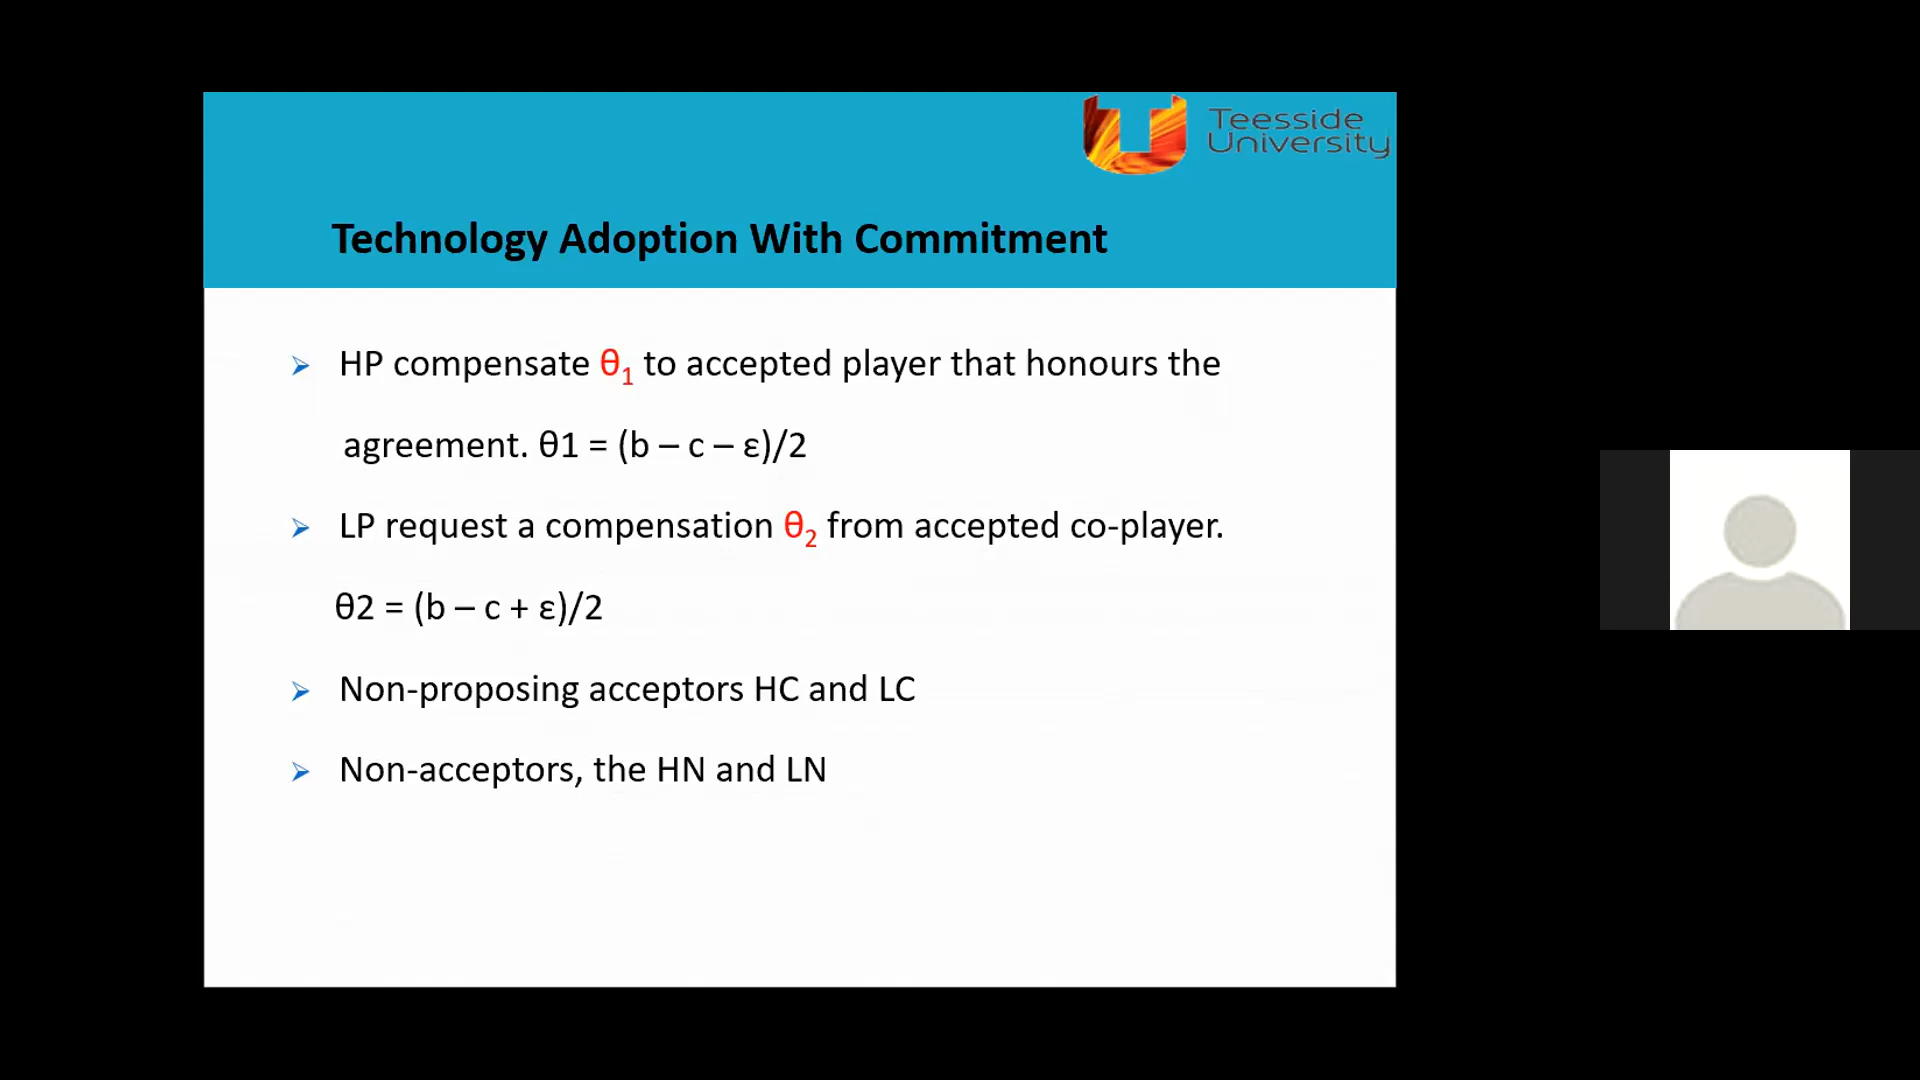 Teesside
University
Technology Adoption With Commitment
➢ HP compensate θ₁ to accepted player that honours the
agreement. θ1 = (b – c – ε)/2
➢ LP request a compensation θ₂ from accepted co-player.
θ2 = (b – c + ε)/2
➢ Non-proposing acceptors HC and LC
➢ Non-acceptors, the HN and LN